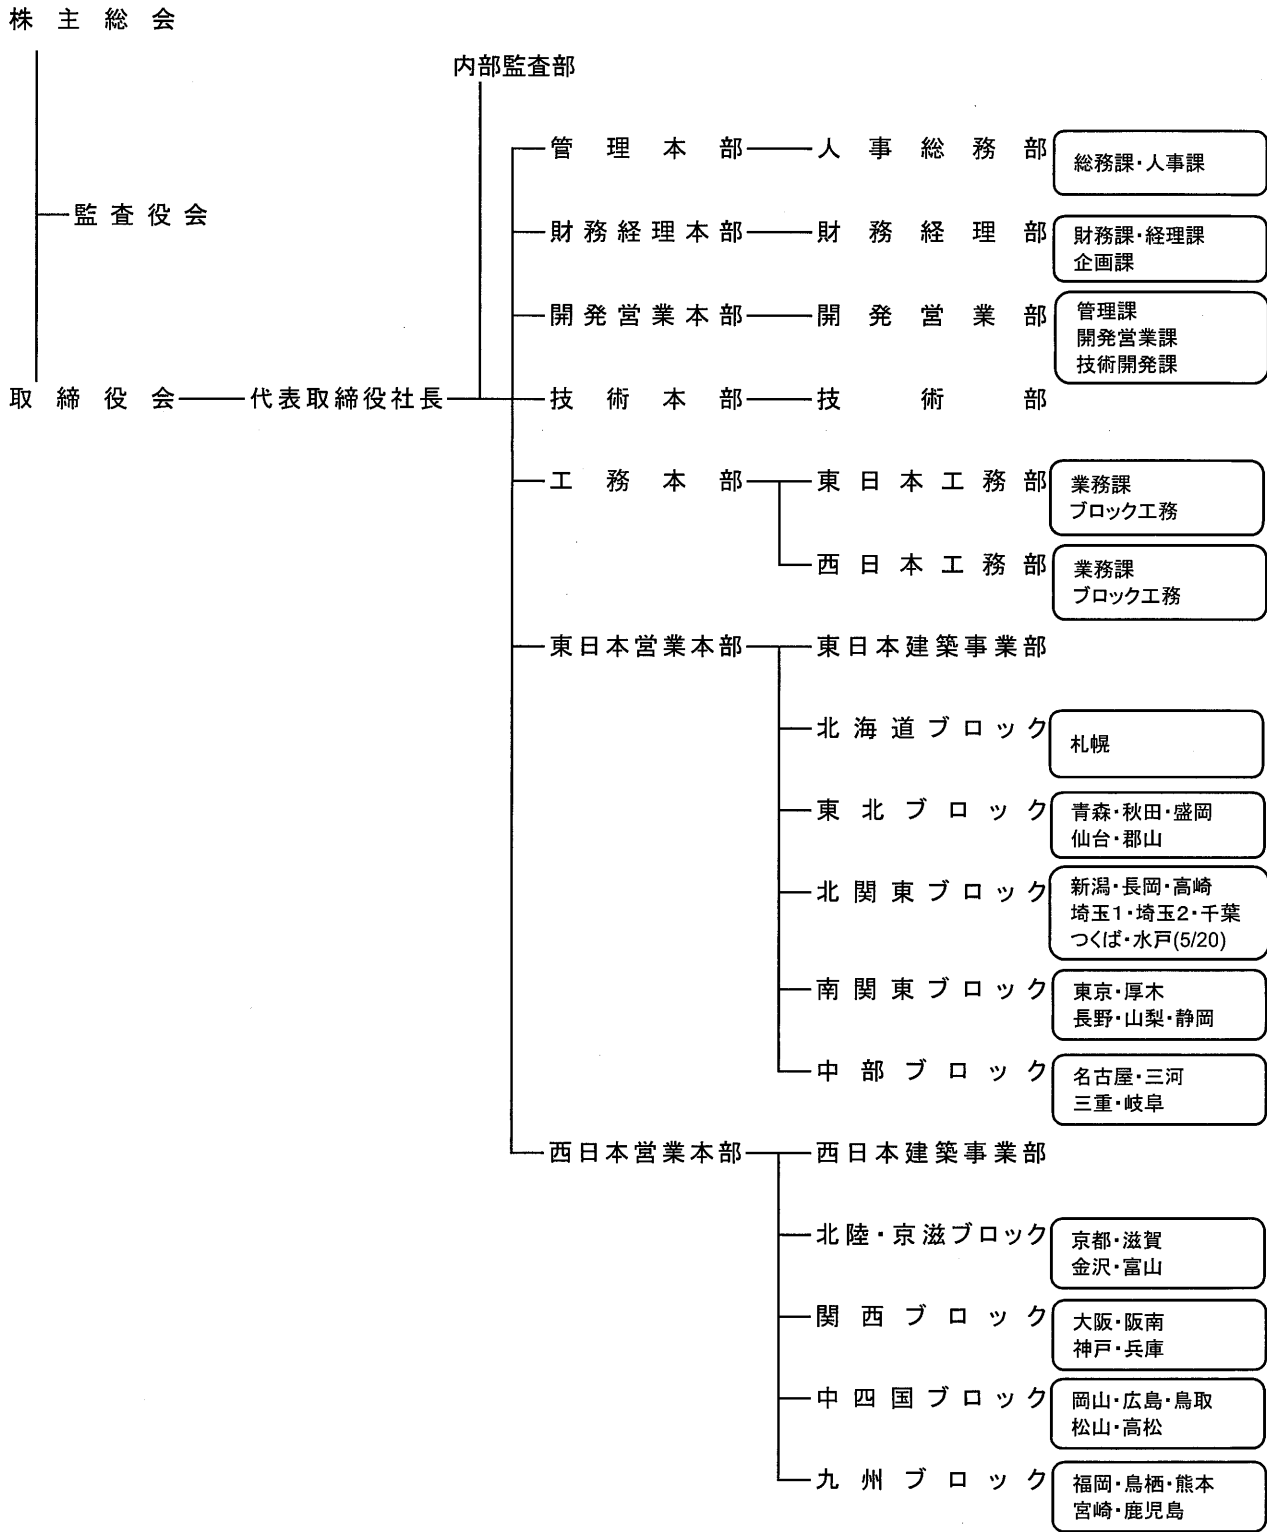 株主総会
内部監査部
管理本部 人事総務部 総務課・人事課
監査役会
財務経理本部 財務経理部 財務課・経理課
企画課
開発営業本部 開発営業部 管理課
開発営業課
技術開発課
取締役会 代表取締役社長 技術本部 技術部
工務本部 東日本工務部 業務課
ブロック工務
西日本工務部 業務課
ブロック工務
東日本営業本部 東日本建築事業部
北海道ブロック 札幌
東北ブロック 青森・秋田・盛岡
仙台・郡山
北関東ブロック 新潟・長岡・高崎
埼玉1・埼玉2・千葉
つくば・水戸(5/20)
南関東ブロック 東京・厚木
長野・山梨・静岡
中部ブロック 名古屋・三河
三重・岐阜
西日本営業本部 西日本建築事業部
北陸・京滋ブロック 京都・滋賀
金沢・富山
関西ブロック 大阪・阪南
神戸・兵庫
中四国ブロック 岡山・広島・鳥取
松山・高松
九州ブロック 福岡・鳥栖・熊本
宮崎・鹿児島